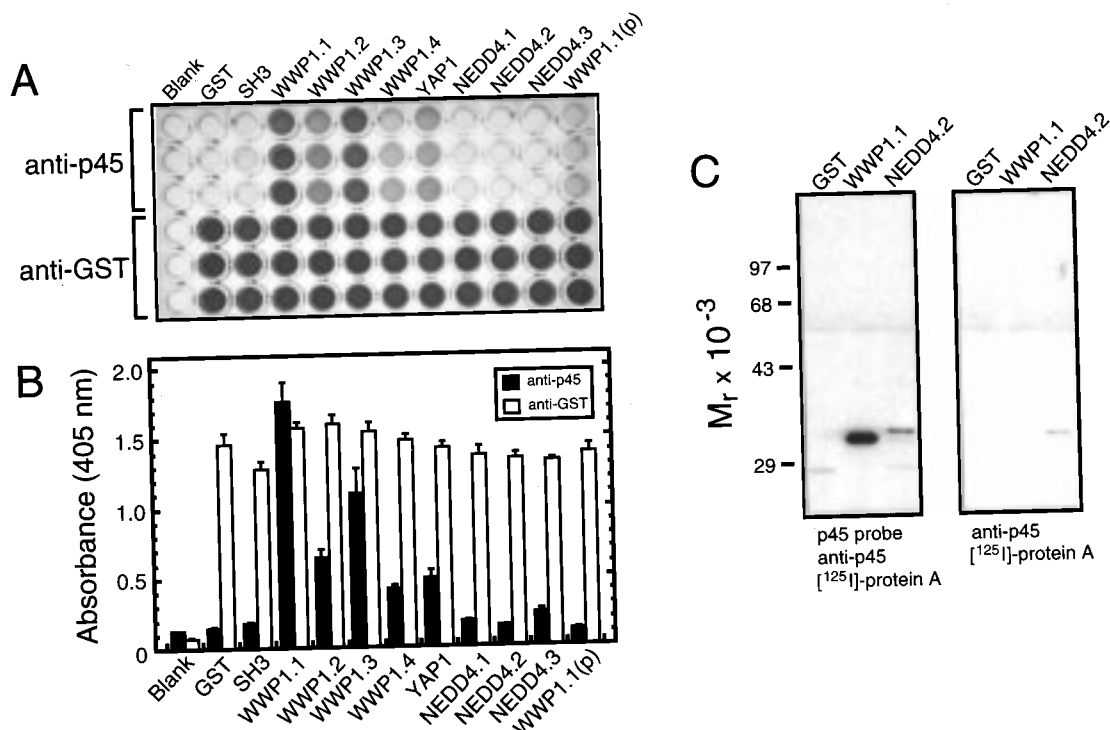 A
Blank
GST
SH3
WWP1.1
WWP1.2
WWP1.3
WWP1.4
YAP1
NEDD4.1
NEDD4.2
NEDD4.3
WWP1.1(p)
anti-p45
anti-GST
B
Absorbance (405 nm)
2.0
1.5
1.0
0.5
0
anti-p45
anti-GST
Blank
GST
SH3
WWP1.1
WWP1.2
WWP1.3
WWP1.4
YAP1
NEDD4.1
NEDD4.2
NEDD4.3
WWP1.1(p)
C
GST
WWP1.1
NEDD4.2
GST
WWP1.1
NEDD4.2
Mr x 10-3
97
68
43
29
p45 probe
anti-p45
[125I]-protein A
anti-p45
[125I]-protein A